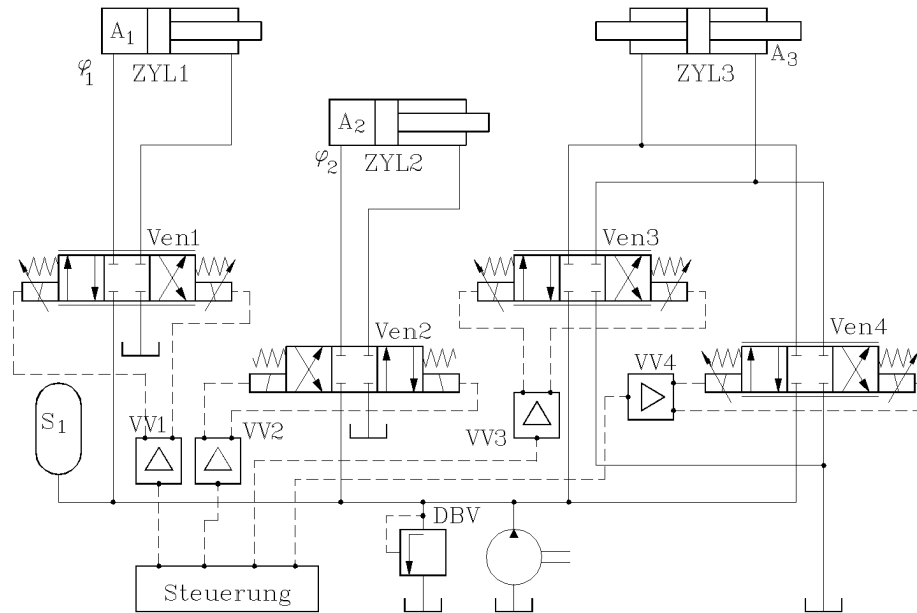 A1
φ1
ZYL1
A3
ZYL3
A2
φ2
ZYL2
Ven1
Ven3
Ven2
Ven4
VV4
S1
VV1
VV2
VV3
DBV
Steuerung